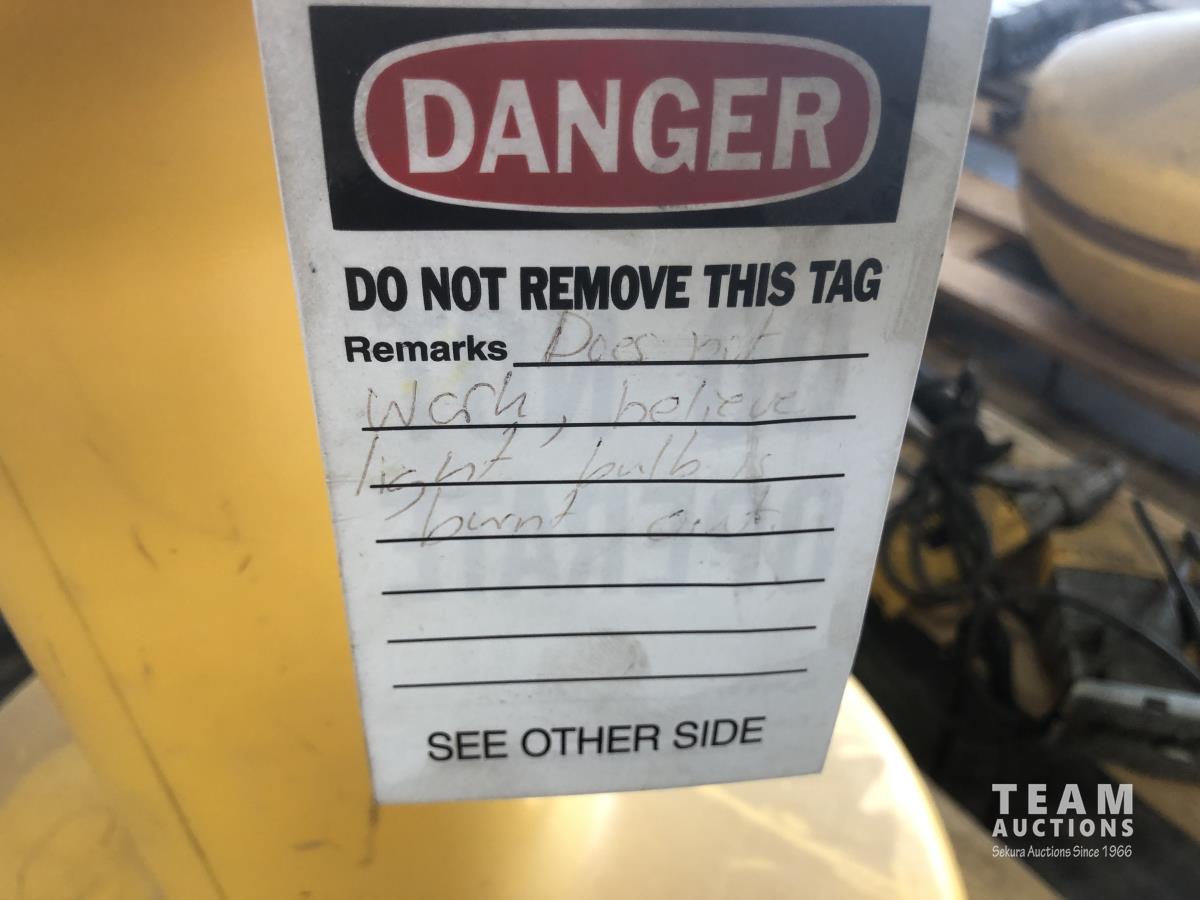 DANGER
DO NOT REMOVE THIS TAG
Remarks Does not
Work, believe
light bulb is
burnt out.
SEE OTHER SIDE
TEAM
AUCTIONS
Sekura Auctions Since 1966